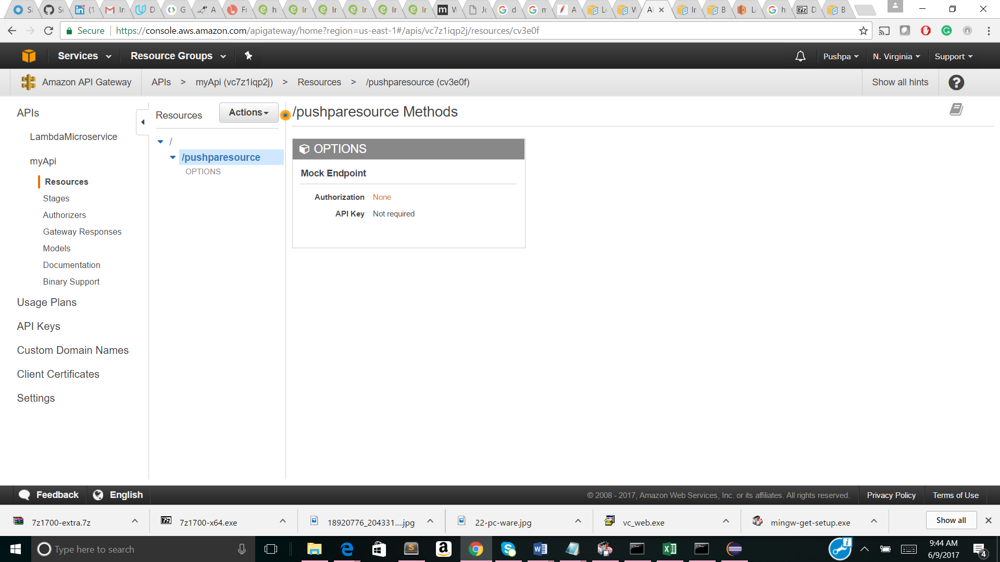 Secure https://console.aws.amazon.com/apigateway/home?region=us-east-1#/apis/vc7z1iqp2j/resources/cv3e0f
Services Resource Groups Pushpa N. Virginia Support
Amazon API Gateway APIs > myApi (vc7z1iqp2j) > Resources > /pushparesource (cv3e0f) Show all hints
APIs
LambdaMicroservice
myApi
Resources
Stages
Authorizers
Gateway Responses
Models
Documentation
Binary Support
Usage Plans
API Keys
Custom Domain Names
Client Certificates
Settings
Resources Actions
/
/pushparesource
OPTIONS
/pushparesource Methods
OPTIONS
Mock Endpoint
Authorization None
API Key Not required
Feedback English © 2008 - 2017, Amazon Web Services, Inc. or its affiliates. All rights reserved. Privacy Policy Terms of Use
7z1700-extra.7z 7z1700-x64.exe 18920776_204331....jpg 22-pc-ware.jpg vc_web.exe mingw-get-setup.exe Show all
Type here to search
9:44 AM
6/9/2017
4